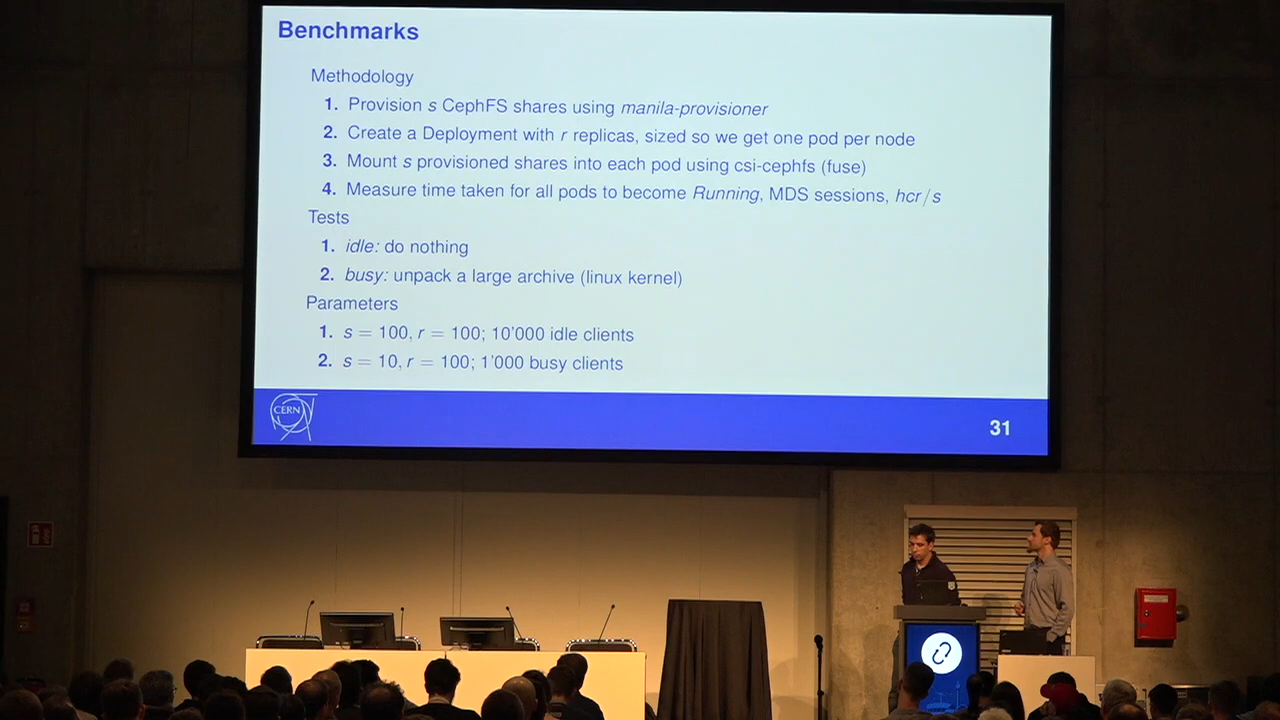 Benchmarks
Methodology
1. Provision s CephFS shares using manila-provisioner
2. Create a Deployment with r replicas, sized so we get one pod per node
3. Mount s provisioned shares into each pod using csi-cephfs (fuse)
4. Measure time taken for all pods to become Running, MDS sessions, hcr/s
Tests
1. idle: do nothing
2. busy: unpack a large archive (linux kernel)
Parameters
1. s = 100, r = 100; 10'000 idle clients
2. s = 10, r = 100; 1'000 busy clients
CERN
31